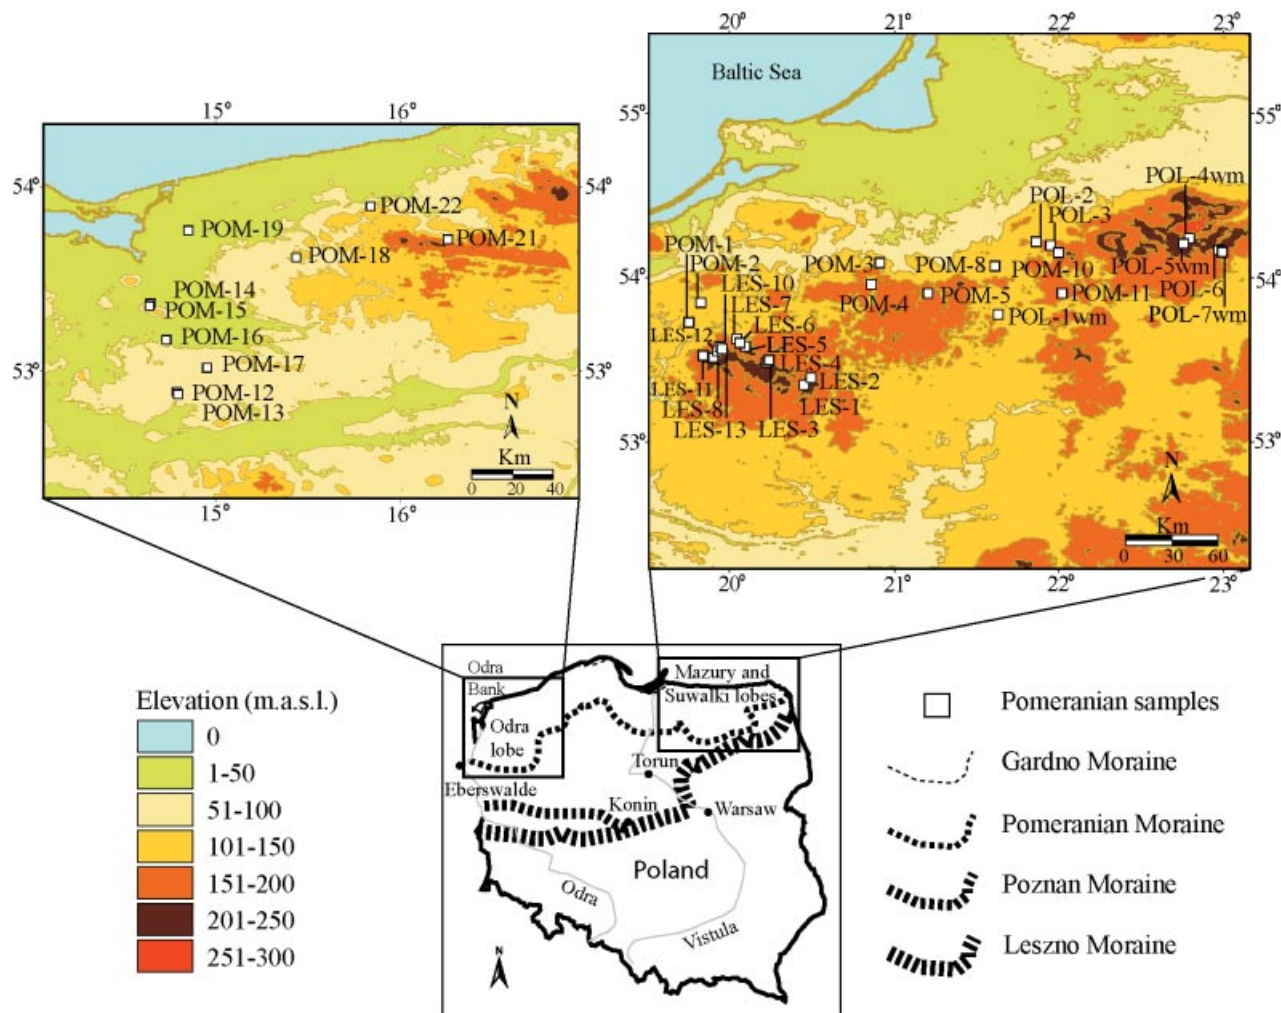 15° 16°
54° 54°
53° 53°
15° 16°
POM-22
POM-19
POM-21
POM-18
POM-14
POM-15
POM-16
POM-17
POM-12
POM-13
N
Km
0 20 40
20° 21° 22° 23°
55° 55°
54° 54°
53° 53°
20° 21° 22° 23°
Baltic Sea
POL-4wm
POL-2
POL-3
POM-1
POM-2
POM-3
POM-8
POM-10
POL-5wm
LES-10
POM-4
POM-5
POM-11
POL-6
LES-7
POL-1wm
POL-7wm
LES-12
LES-6
LES-5
LES-4
LES-11
LES-2
LES-8
LES-1
LES-13
LES-3
N
Km
0 30 60
Elevation (m.a.s.l.)
0
1-50
51-100
101-150
151-200
201-250
251-300
Odra
Bank
Odra
lobe
Mazury and
Suwalki lobes
Torun
Eberswalde
Konin
Warsaw
Poland
Odra
Vistula
N
Pomeranian samples
Gardno Moraine
Pomeranian Moraine
Poznan Moraine
Leszno Moraine